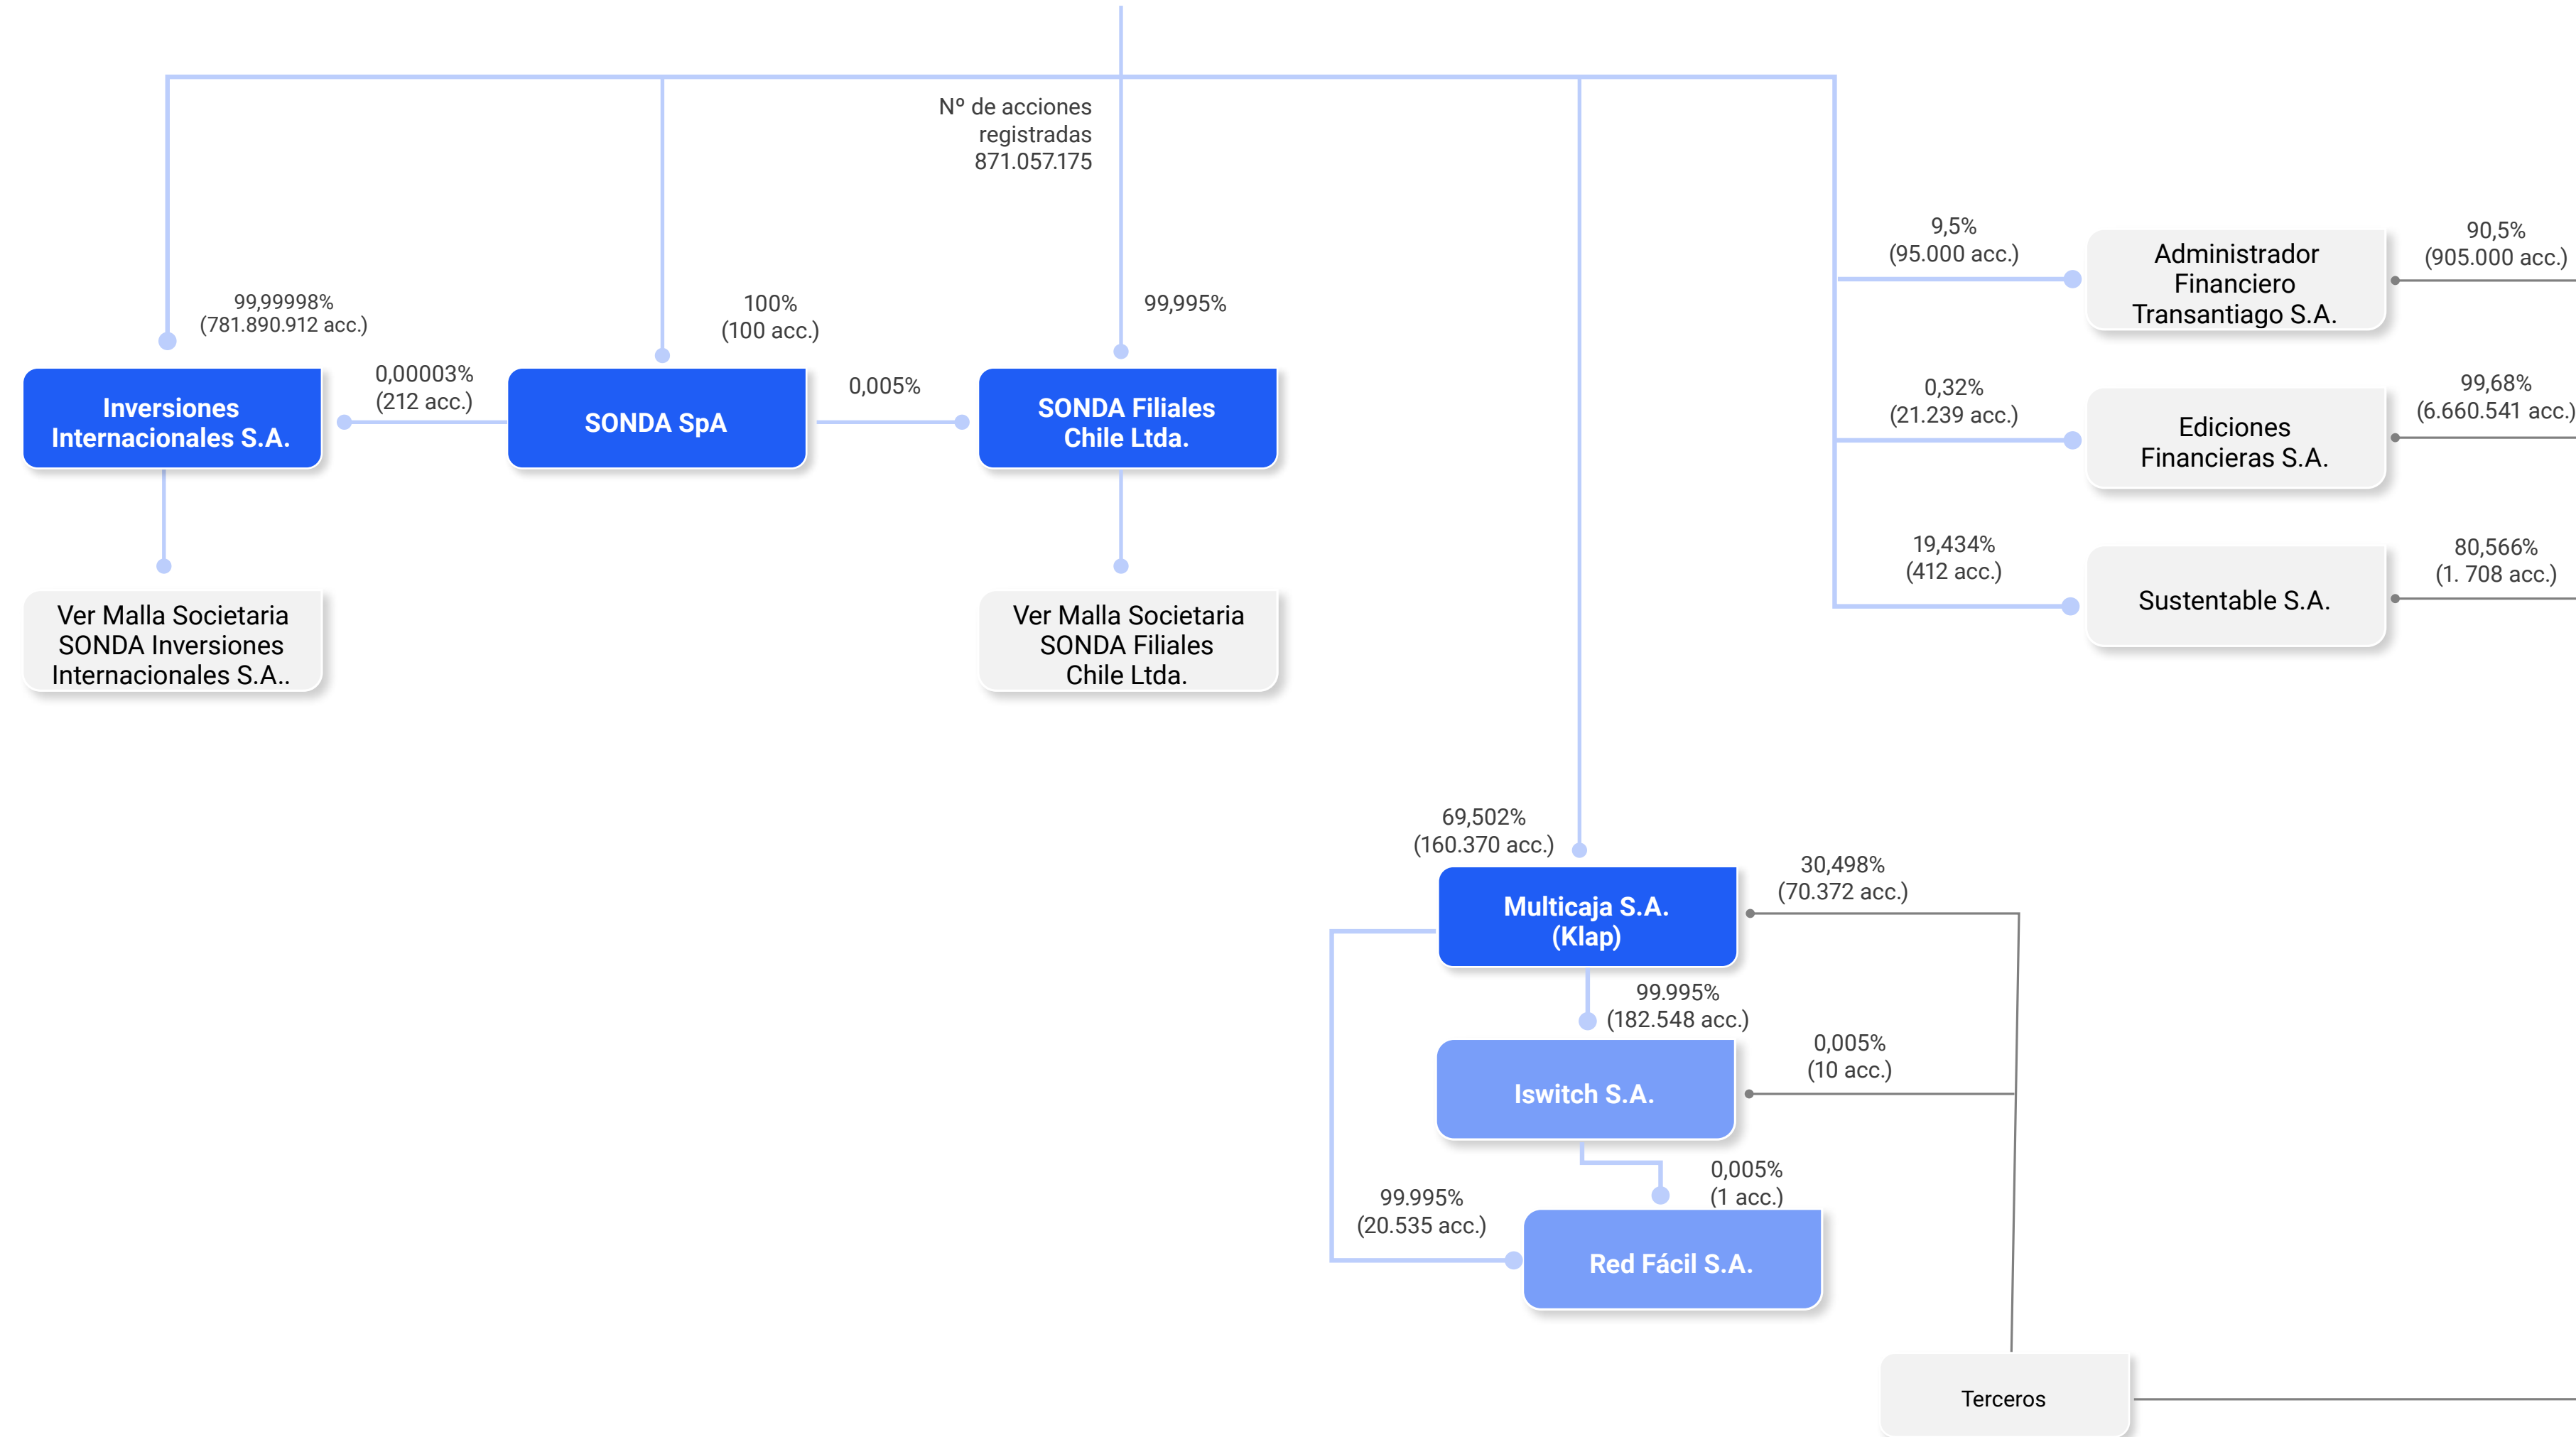 Nº de acciones
registradas
871.057.175
9,5%
(95.000 acc.)
Administrador
Financiero
Transantiago S.A.
90,5%
(905.000 acc.)
99,99998%
(781.890.912 acc.)
100%
(100 acc.)
99,995%
Inversiones
Internacionales S.A.
0,00003%
(212 acc.)
SONDA SpA
0,005%
SONDA Filiales
Chile Ltda.
0,32%
(21.239 acc.)
Ediciones
Financieras S.A.
99,68%
(6.660.541 acc.)
19,434%
(412 acc.)
Sustentable S.A.
80,566%
(1. 708 acc.)
Ver Malla Societaria
SONDA Inversiones
Internacionales S.A..
Ver Malla Societaria
SONDA Filiales
Chile Ltda.
69,502%
(160.370 acc.)
Multicaja S.A.
(Klap)
30,498%
(70.372 acc.)
99.995%
(182.548 acc.)
Iswitch S.A.
0,005%
(10 acc.)
0,005%
(1 acc.)
99.995%
(20.535 acc.)
Red Fácil S.A.
Terceros